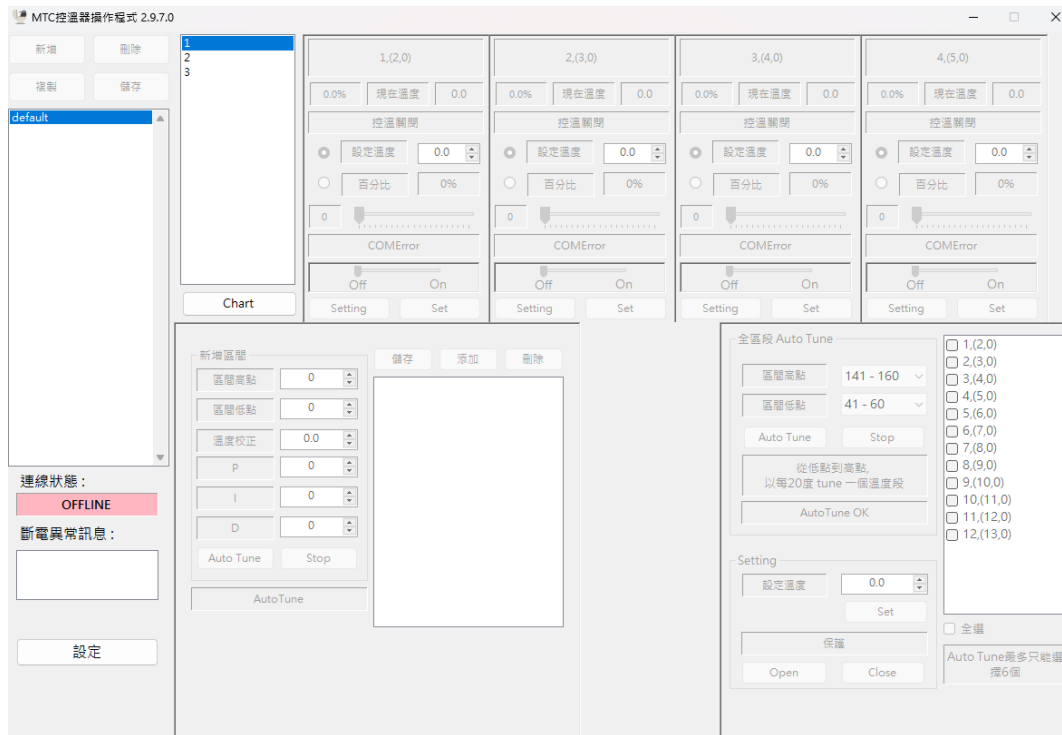 MTC控溫器操作程式 2.9.7.0
新增 刪除
複製 儲存
default
連線狀態：
OFFLINE
斷電異常訊息：
設定
1
2
3
Chart
1,(2,0)
0.0% 現在溫度 0.0
控溫關閉
設定溫度 0.0
百分比 0%
0
COMError
Off On
Setting Set
2,(3,0)
0.0% 現在溫度 0.0
控溫關閉
設定溫度 0.0
百分比 0%
0
COMError
Off On
Setting Set
3,(4,0)
0.0% 現在溫度 0.0
控溫關閉
設定溫度 0.0
百分比 0%
0
COMError
Off On
Setting Set
4,(5,0)
0.0% 現在溫度 0.0
控溫關閉
設定溫度 0.0
百分比 0%
0
COMError
Off On
Setting Set
新增區間
區間高點 0
區間低點 0
溫度校正 0.0
P 0
I 0
D 0
Auto Tune Stop
AutoTune
儲存 添加 刪除
全區段 Auto Tune
區間高點 141 - 160
區間低點 41 - 60
Auto Tune Stop
從低點到高點,
以每20度 tune 一個溫度段
AutoTune OK
Setting
設定溫度 0.0
Set
保護
Open Close
1,(2,0)
2,(3,0)
3,(4,0)
4,(5,0)
5,(6,0)
6,(7,0)
7,(8,0)
8,(9,0)
9,(10,0)
10,(11,0)
11,(12,0)
12,(13,0)
全選
Auto Tune最多只能選
擇6個